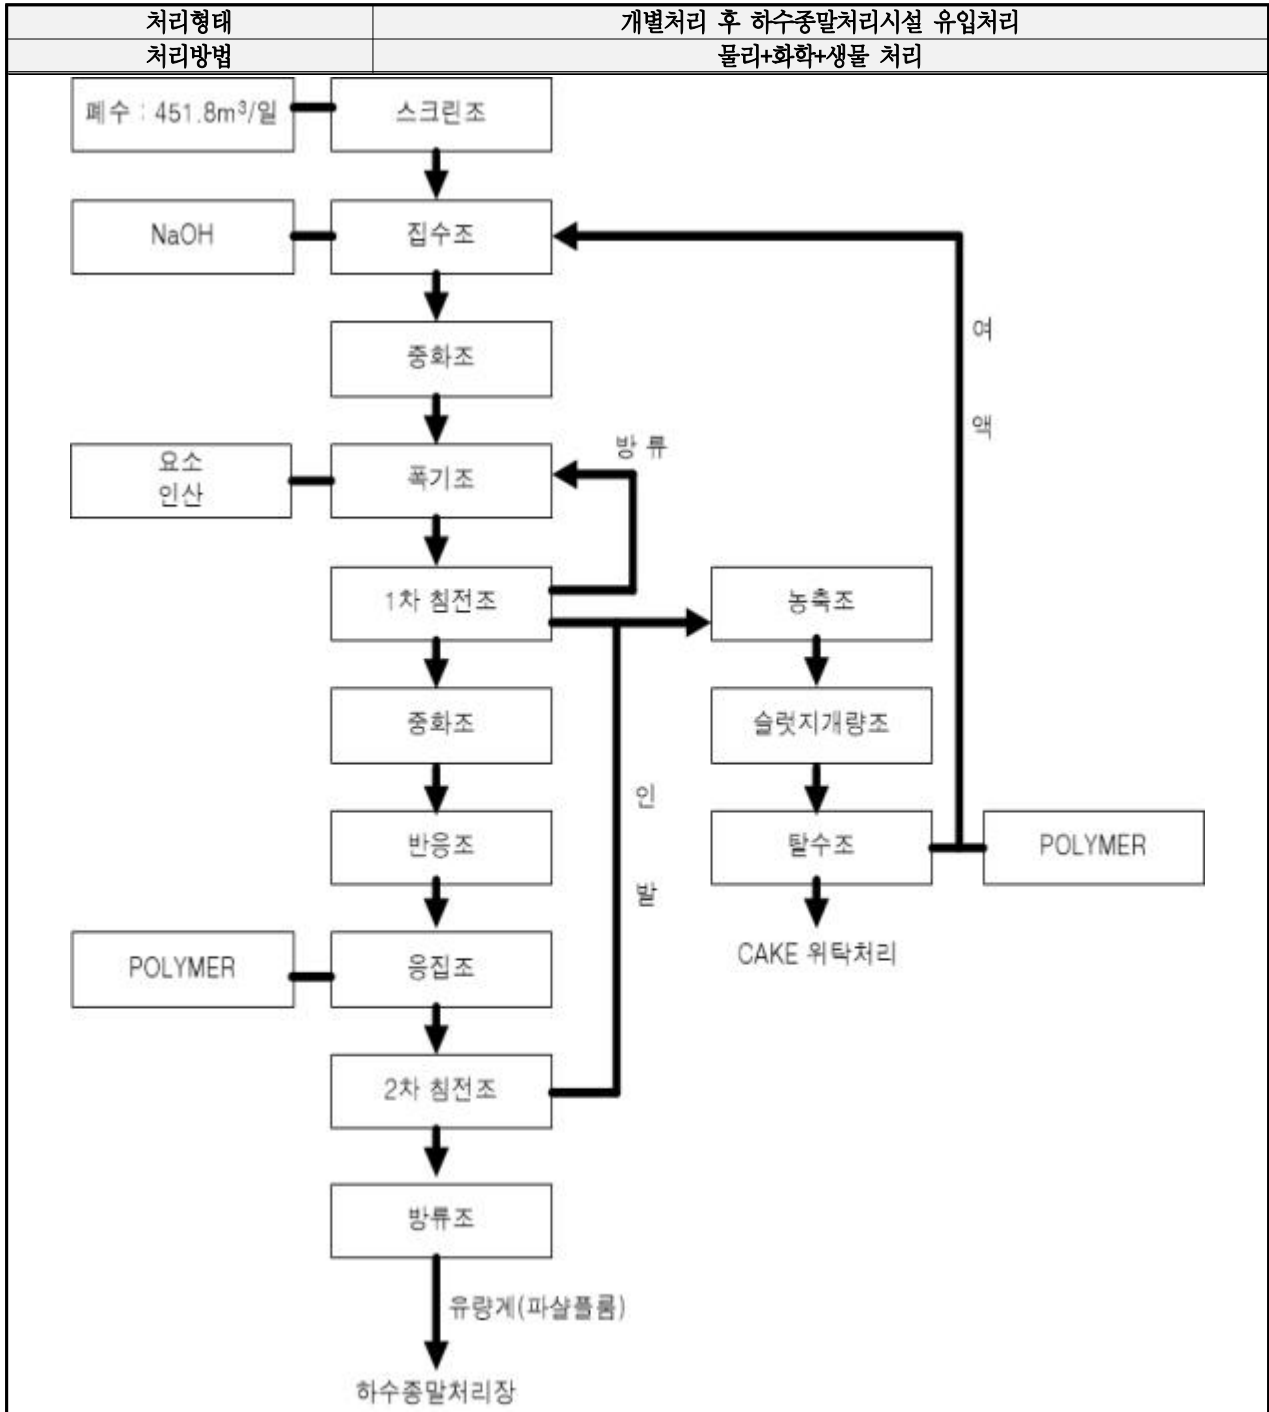 처리형태 개별처리 후 하수종말처리시설 유입처리
처리방법 물리+화학+생물 처리
폐수 : 451.8m³/일 스크린조
NaOH 집수조
여
중화조
액
방 류
요소
인산
폭기조
1차 침전조 농축조
중화조 슬럿지개량조
인
반응조 탈수조 POLYMER
발
CAKE 위탁처리
POLYMER 응집조
2차 침전조
방류조
유량계(파샬플룸)
하수종말처리장